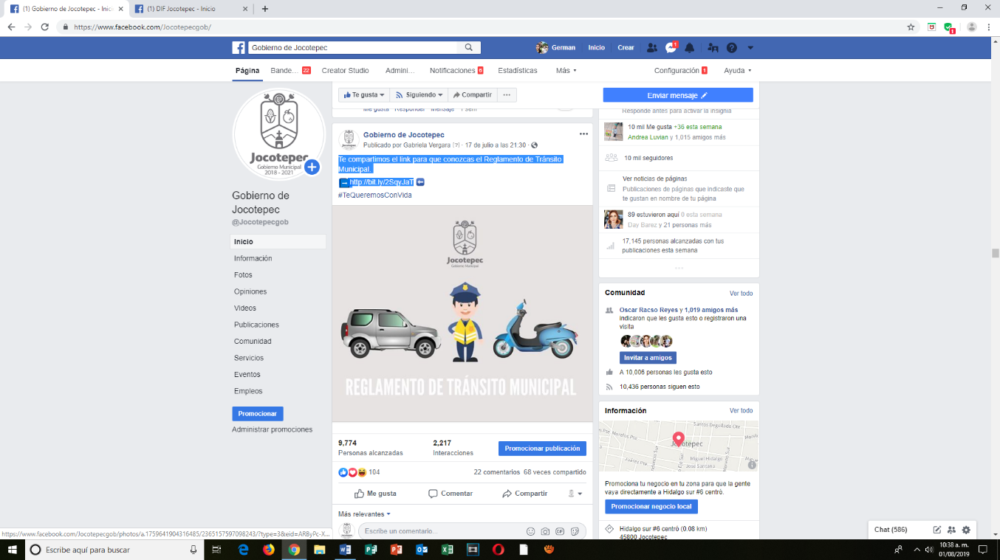 (1) Gobierno de Jocotepec - Inic
(1) DIF Jocotepec - Inicio
https://www.facebook.com/Jocotepecgob/
Gobierno de Jocotepec
German
Inicio
Crear
1
Página
Bande... 22
Creator Studio
Admini...
Notificaciones 6
Estadísticas
Más
Configuración 1
Ayuda
Jocotepec
Gobierno Municipal
2018 - 2021
Gobierno de
Jocotepec
@Jocotepecgob
Inicio
Información
Fotos
Opiniones
Videos
Publicaciones
Comunidad
Servicios
Eventos
Empleos
Promocionar
Administrar promociones
Te gusta
Siguiendo
Compartir
Enviar mensaje
Me gusta Responder Mensaje 1 sem
Gobierno de Jocotepec
Publicado por Gabriela Vergara [?] · 17 de julio a las 21:30 ·
Te compartimos el link para que conozcas el Reglamento de Tránsito
Municipal.
http://bit.ly/2SqyJaT
#TeQueremosConVida
Jocotepec
Gobierno Municipal
REGLAMENTO DE TRÁNSITO MUNICIPAL
9,774
Personas alcanzadas
2,217
Interacciones
Promocionar publicación
104
22 comentarios 68 veces compartido
Me gusta
Comentar
Compartir
Más relevantes
Escribe un comentario...
GIF
Responde antes para activar la insignia
10 mil Me gusta +36 esta semana
Andrea Luvian y 1,015 amigos más
10 mil seguidores
Ver noticias de páginas
Publicaciones de páginas que indicaste que
te gustan en nombre de tu página
89 estuvieron aquí 0 esta semana
Day Barez y 21 personas más
17,145 personas alcanzadas con tus
publicaciones esta semana
Comunidad
Ver todo
Oscar Racso Reyes y 1,019 amigos más
indicaron que les gusta esto o registraron una
visita
Invitar a amigos
A 10,006 personas les gusta esto
10,436 personas siguen esto
Información
Ver todo
Santos Degollado Ote
Jocotepec
Miguel Hidalgo
José Santana
Promociona tu negocio en tu zona para que la gente
vaya directamente a Hidalgo sur #6 centró.
Promocionar negocio local
Hidalgo sur #6 centró (0.08 km)
45800 Jocotepec
Chat (586)
https://www.facebook.com/Jocotepecgob/photos/a.1759641904316485/2365157597098243/?type=3&eid=ARByPc-X...
Escribe aquí para buscar
10:38 a. m.
01/08/2019